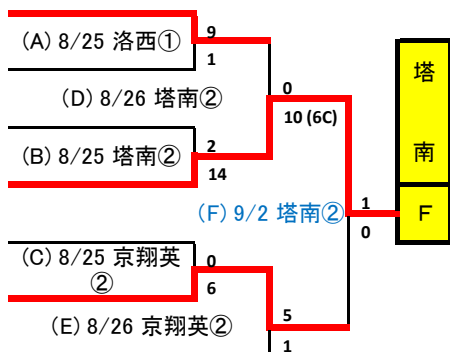 (A) 8/25 洛西①
9
1
(D) 8/26 塔南②
0
10 (6C)
(B) 8/25 塔南②
2
14
(F) 9/2 塔南②
1
0
塔
南
F
(C) 8/25 京翔英
②
0
6
(E) 8/26 京翔英②
5
1